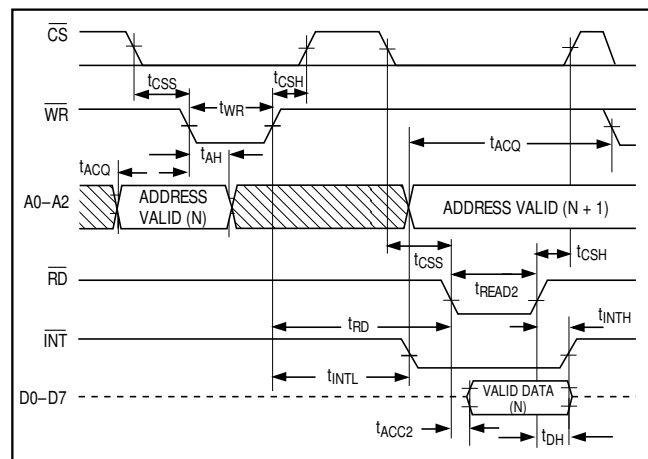 CS
tCSS
tCSH
WR
tWR
tACQ
tAH
tACQ
A0–A2
ADDRESS
VALID (N)
ADDRESS VALID (N + 1)
tCSS
tCSH
RD
tREAD2
tRD
tINTH
INT
tINTL
D0–D7
VALID DATA
(N)
tACC2
tDH